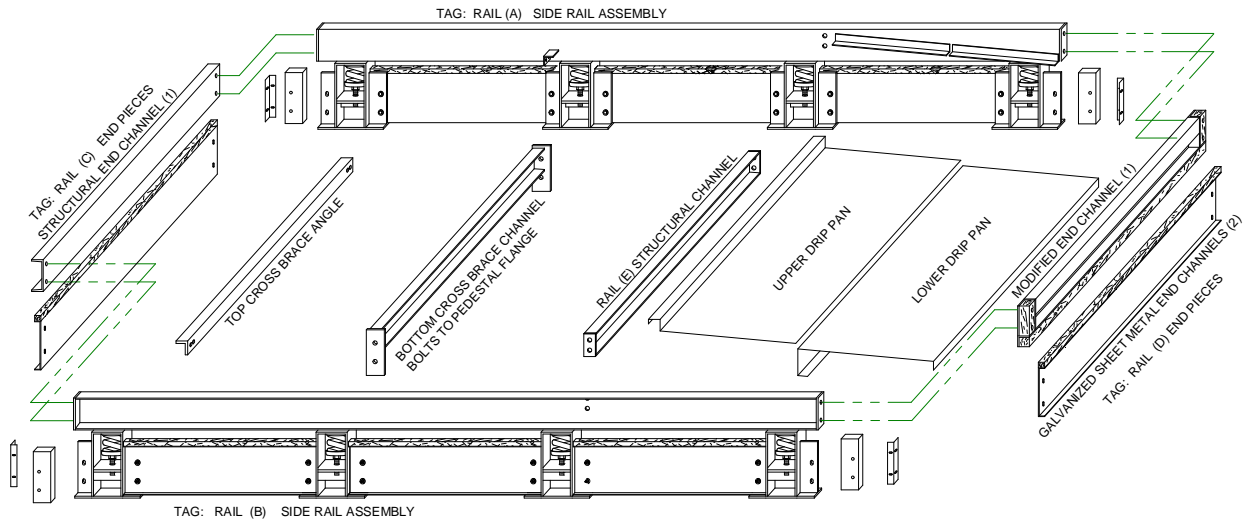 TAG: RAIL (A) SIDE RAIL ASSEMBLY
TAG: RAIL (C) END PIECES
STRUCTURAL END CHANNEL (1)
TOP CROSS BRACE ANGLE
BOTTOM CROSS BRACE CHANNEL
BOLTS TO PEDESTAL FLANGE
RAIL (E) STRUCTURAL CHANNEL
UPPER DRIP PAN
LOWER DRIP PAN
MODIFIED END CHANNEL (1)
GALVANIZED SHEET METAL END CHANNELS (2)
TAG: RAIL (D) END PIECES
TAG: RAIL (B) SIDE RAIL ASSEMBLY